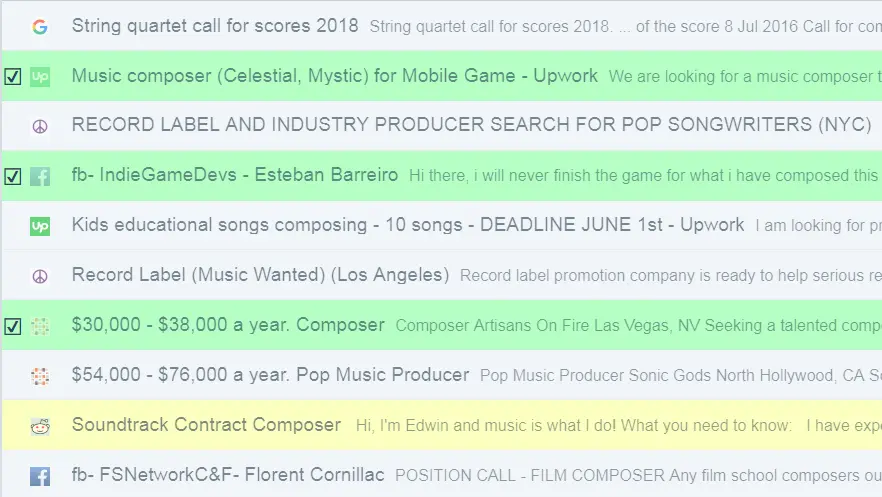 String quartet call for scores 2018 String quartet call for scores 2018. ... of the score 8 Jul 2016 Call for com
Up Music composer (Celestial, Mystic) for Mobile Game - Upwork We are looking for a music composer t
RECORD LABEL AND INDUSTRY PRODUCER SEARCH FOR POP SONGWRITERS (NYC)
fb- IndieGameDevs - Esteban Barreiro Hi there, i will never finish the game for what i have composed this
Up Kids educational songs composing - 10 songs - DEADLINE JUNE 1st - Upwork I am looking for pr
Record Label (Music Wanted) (Los Angeles) Record label promotion company is ready to help serious re
$30,000 - $38,000 a year. Composer Composer Artisans On Fire Las Vegas, NV Seeking a talented comp
$54,000 - $76,000 a year. Pop Music Producer Pop Music Producer Sonic Gods North Hollywood, CA S
Soundtrack Contract Composer Hi, I'm Edwin and music is what I do! What you need to know: I have expe
fb- FSNetworkC&F- Florent Cornillac POSITION CALL - FILM COMPOSER Any film school composers ou